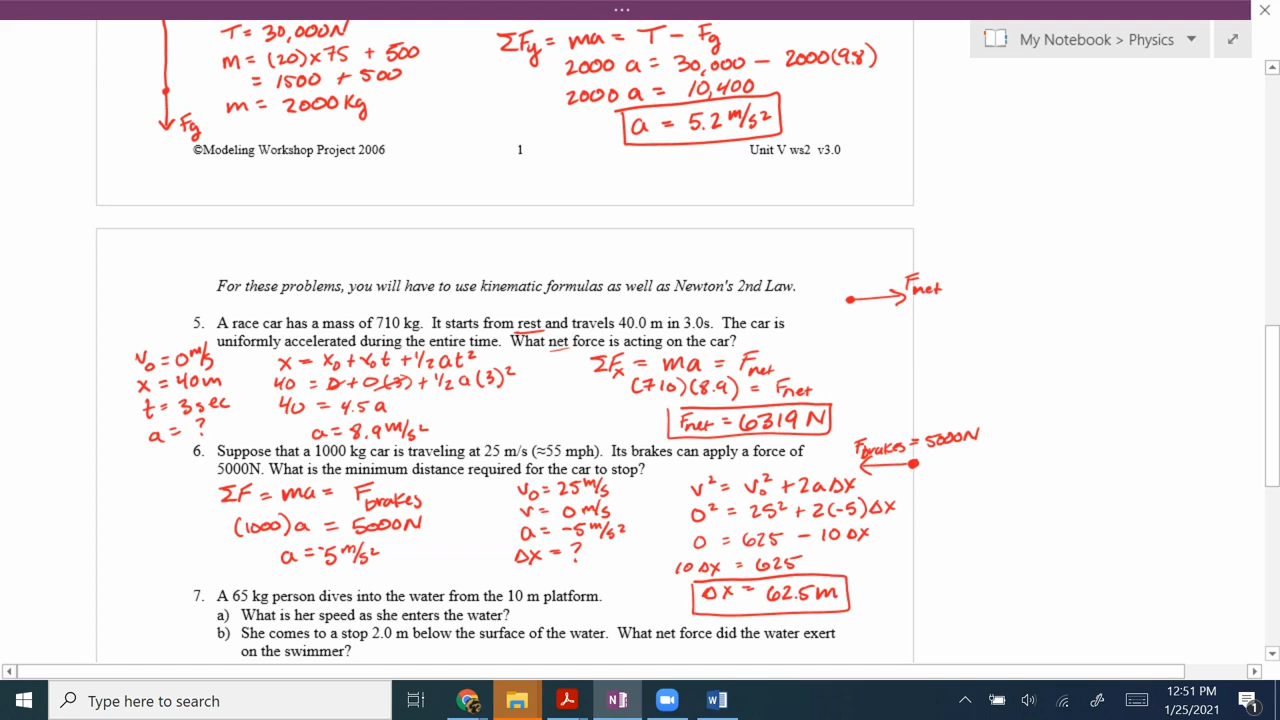 My Notebook > Physics
T = 30,000N
m = (20)x75 + 500
= 1500 + 500
m = 2000kg
Fg
ΣFy = ma = T - Fg
2000 a = 30,000 - 2000(9.8)
2000 a = 10,400
a = 5.2 m/s²
©Modeling Workshop Project 2006 1 Unit V ws2 v3.0
For these problems, you will have to use kinematic formulas as well as Newton's 2nd Law.
Fnet
5. A race car has a mass of 710 kg. It starts from rest and travels 40.0 m in 3.0s. The car is
uniformly accelerated during the entire time. What net force is acting on the car?
v₀ = 0 m/s
x = 40m
t = 3sec
a = ?
x = x₀ + v₀t + 1/2 at²
40 = 0 + 0(3) + 1/2 a(3)²
40 = 4.5a
a = 8.9 m/s²
ΣFx = ma = Fnet
(710)(8.9) = Fnet
Fnet = 6319 N
6. Suppose that a 1000 kg car is traveling at 25 m/s (≈55 mph). Its brakes can apply a force of
5000N. What is the minimum distance required for the car to stop?
Fbrakes = 5000N
ΣF = ma = Fbrakes
(1000)a = 5000N
a = -5 m/s²
v₀ = 25 m/s
v = 0 m/s
a = -5 m/s²
Δx = ?
v² = v₀² + 2aΔx
0² = 25² + 2(-5)Δx
0 = 625 - 10Δx
10Δx = 625
Δx = 62.5m
7. A 65 kg person dives into the water from the 10 m platform.
a) What is her speed as she enters the water?
b) She comes to a stop 2.0 m below the surface of the water. What net force did the water exert
on the swimmer?
Type here to search
12:51 PM
1/25/2021
1